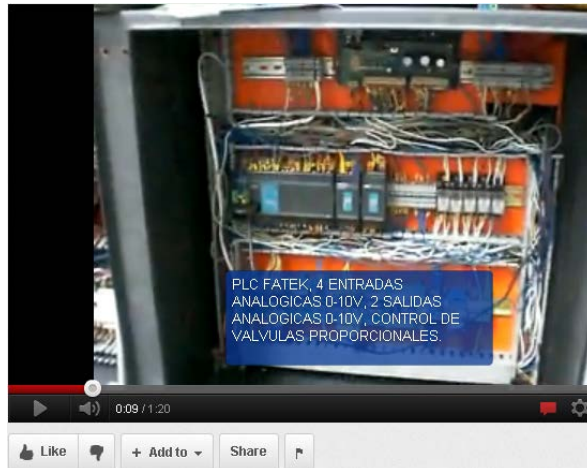 PLC FATEK, 4 ENTRADAS
ANALOGICAS 0-10V, 2 SALIDAS
ANALOGICAS 0-10V, CONTROL DE
VALVULAS PROPORCIONALES.
0:09 / 1:20
Like
+ Add to
Share